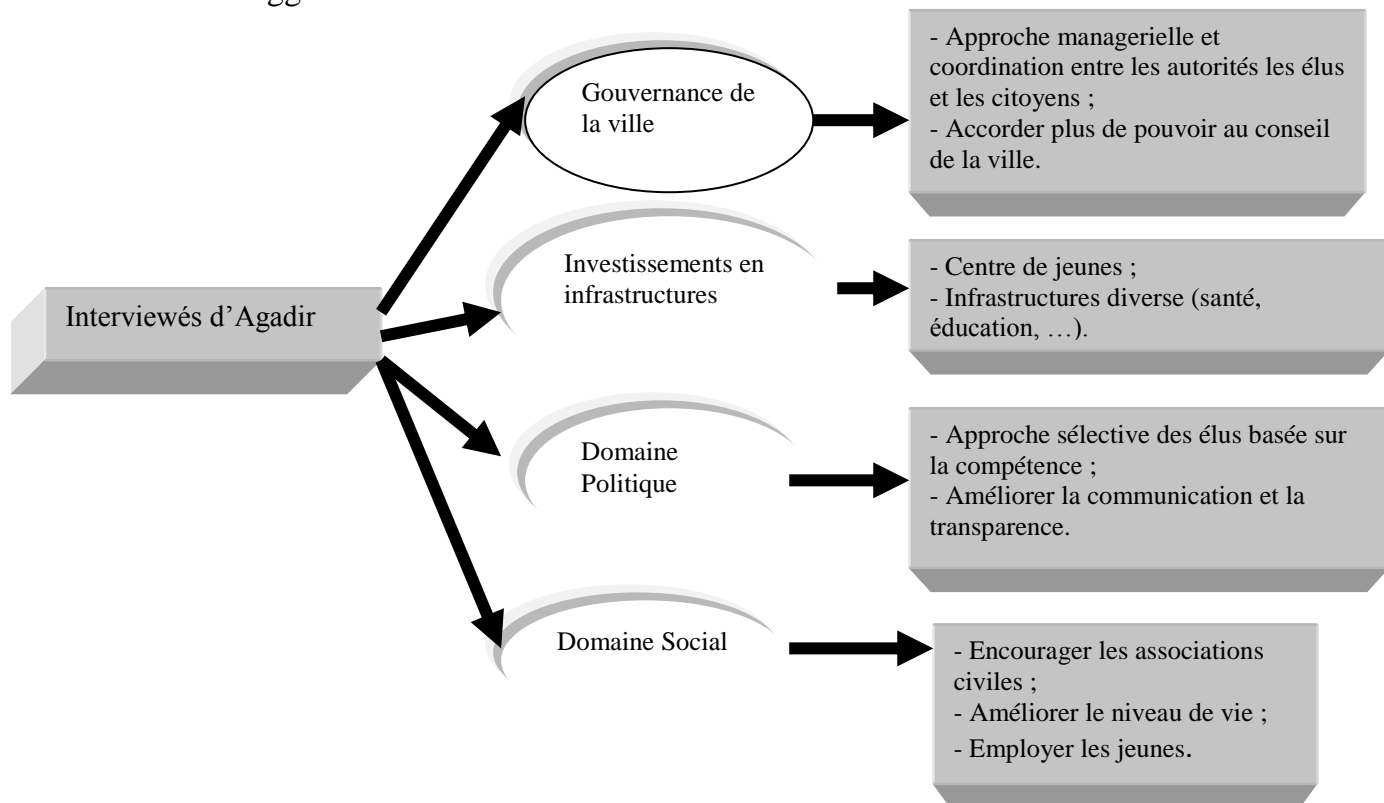 Gouvernance de
la ville
- Approche managerielle et
coordination entre les autorités les élus
et les citoyens ;
- Accorder plus de pouvoir au conseil
de la ville.
Interviewés d’Agadir
Investissements en
infrastructures
- Centre de jeunes ;
- Infrastructures diverse (santé,
éducation, …).
Domaine
Politique
- Approche sélective des élus basée sur
la compétence ;
- Améliorer la communication et la
transparence.
Domaine Social
- Encourager les associations
civiles ;
- Améliorer le niveau de vie ;
- Employer les jeunes.